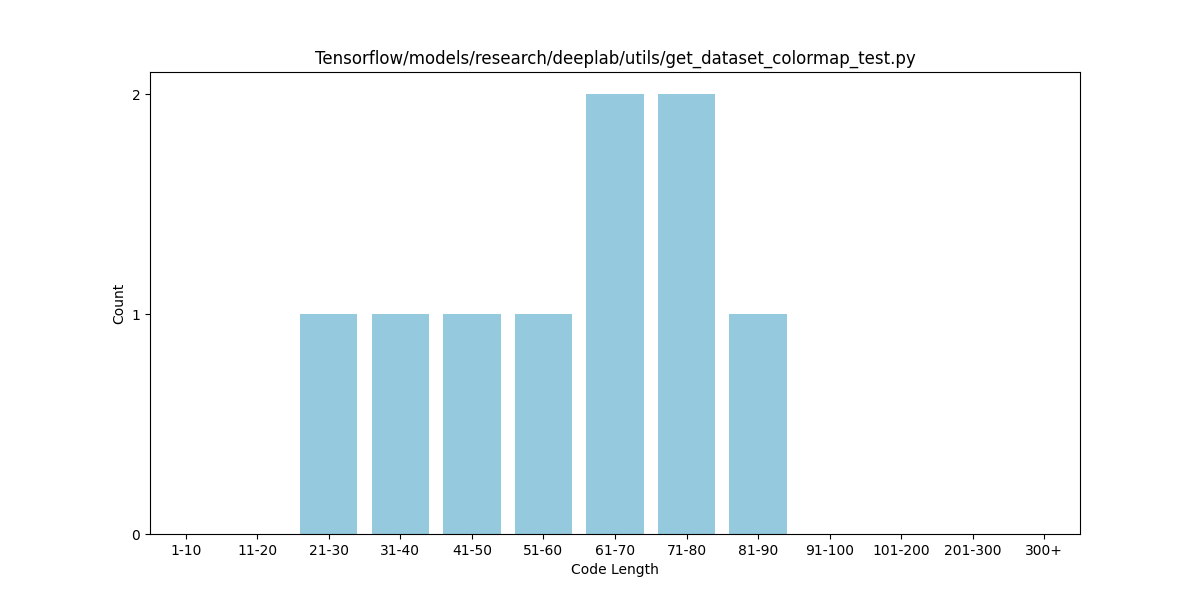 Tensorflow/models/research/deeplab/utils/get_dataset_colormap_test.py
Count
2
1
0
1-10 11-20 21-30 31-40 41-50 51-60 61-70 71-80 81-90 91-100 101-200 201-300 300+
Code Length